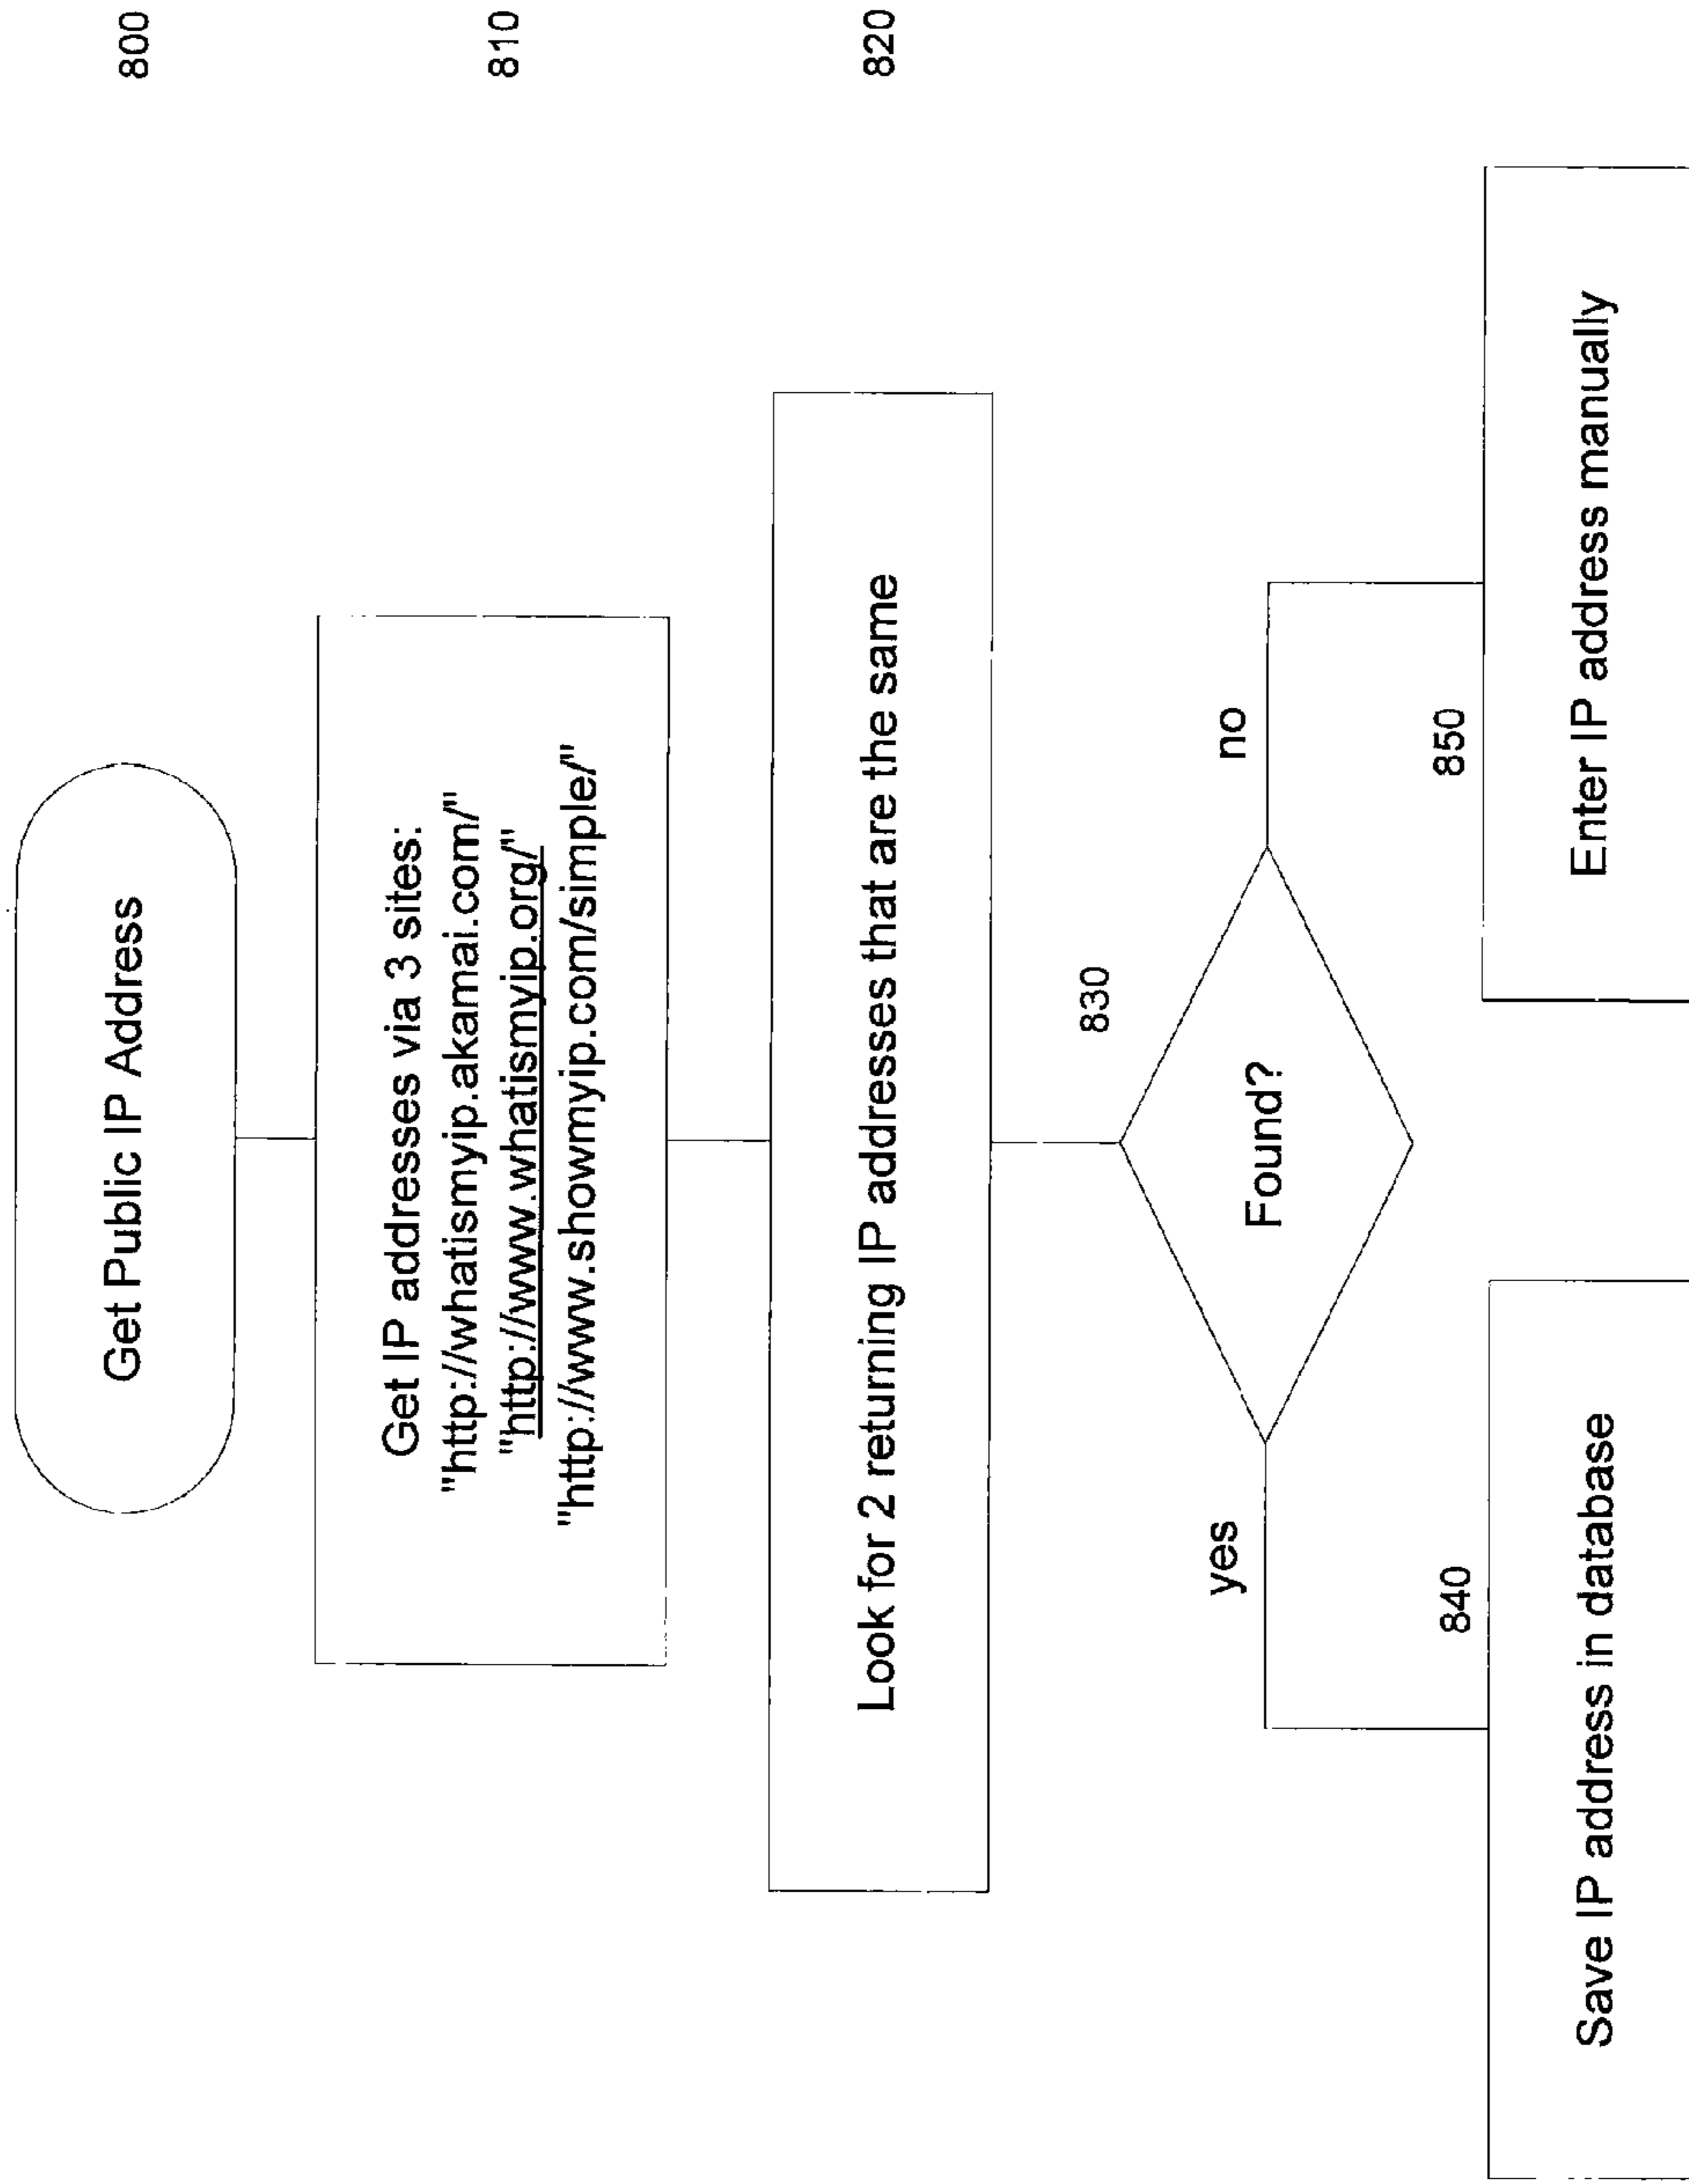 Get Public IP Address
800
Get IP addresses via 3 sites:
"http://whatismyip.akamai.com/"
"http://www.whatismyip.org/"
"http://www.showmyip.com/simple/"
810
Look for 2 returning IP addresses that are the same
820
830
Found?
yes
no
840
850
Save IP address in database
Enter IP address manually